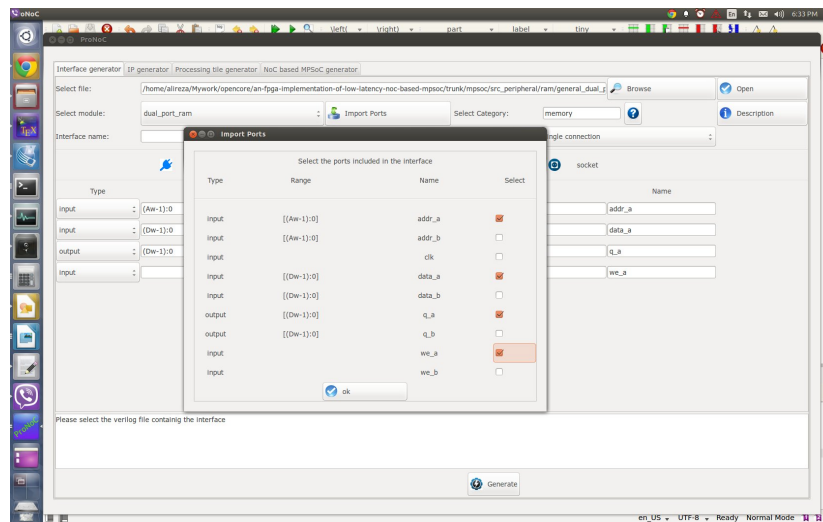 ProNoC
En
6:33 PM
\left( \right) part label tiny
ProNoC
Interface generator IP generator Processing tile generator NoC based MPSoC generator
Select file: /home/alireza/Mywork/opencore/an-fpga-implementation-of-low-latency-noc-based-mpsoc/trunk/mpsoc/src_peripheral/ram/general_dual_p Browse Open
Select module: dual_port_ram Import Ports Select Category: memory Description
Interface name: ingle connection
Import Ports
Select the ports included in the interface
socket
Type Range Name Select
Type Name
input (Aw-1):0 addr_a
input [(Aw-1):0] addr_a
input (Dw-1):0 data_a
input [(Aw-1):0] addr_b
output (Dw-1):0 q_a
input clk
input we_a
input [(Dw-1):0] data_a
input [(Dw-1):0] data_b
output [(Dw-1):0] q_a
output [(Dw-1):0] q_b
input we_a
input we_b
ok
Please select the verilog file containig the interface
Generate
en_US UTF-8 Ready Normal Mode
TEX
ProNoC